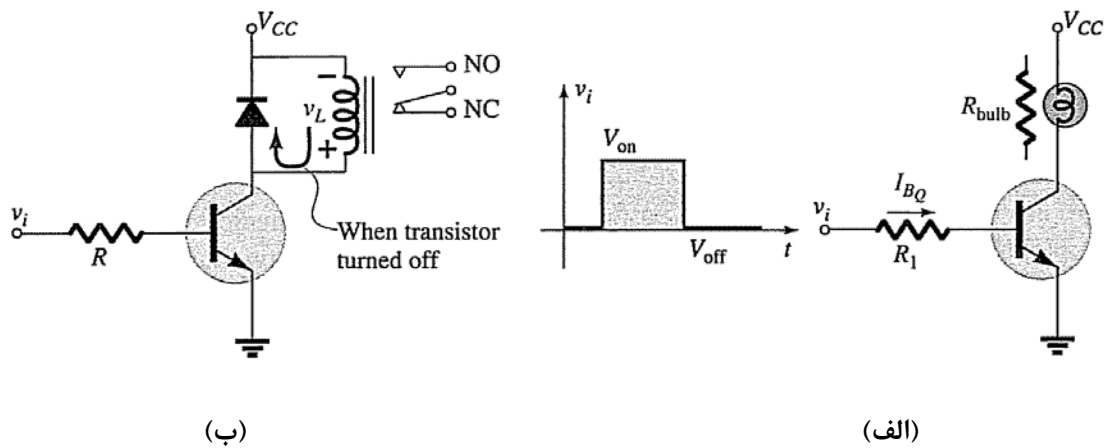 V_CC
NO
NC
v_L
− +
v_i
R
When transistor
turned off
(ب)
v_i
V_on
V_off
t
V_CC
R_bulb
I_BQ
v_i
R_1
(الف)